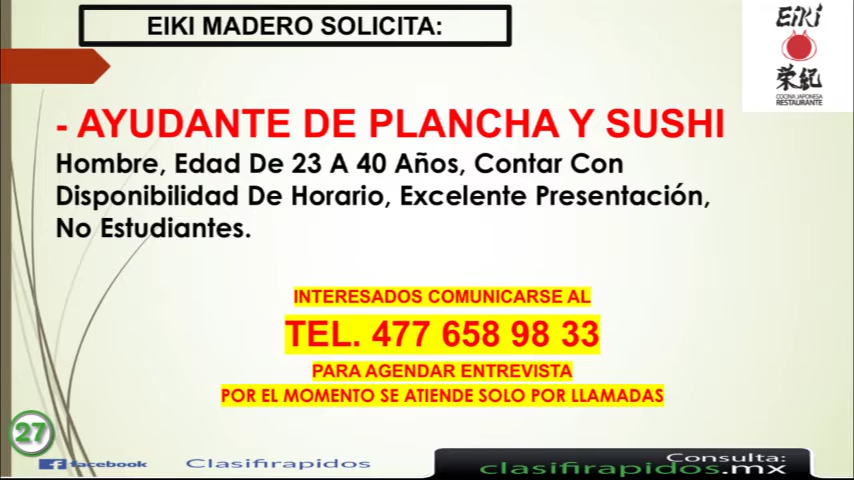 EIKI MADERO SOLICITA:
EiKi
榮紀
COCINA JAPONESA
RESTAURANTE
- AYUDANTE DE PLANCHA Y SUSHI
Hombre, Edad De 23 A 40 Años, Contar Con
Disponibilidad De Horario, Excelente Presentación,
No Estudiantes.
INTERESADOS COMUNICARSE AL
TEL. 477 658 98 33
PARA AGENDAR ENTREVISTA
POR EL MOMENTO SE ATIENDE SOLO POR LLAMADAS
27
facebook
Clasifirapidos
Consulta:
clasifirapidos.mx